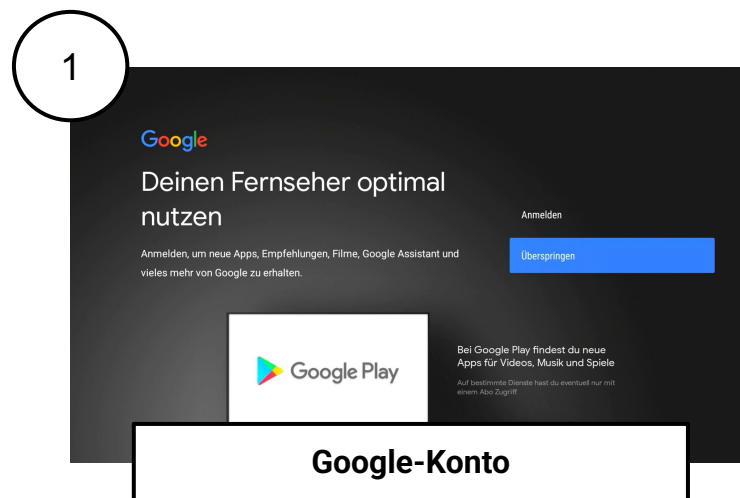 1
Google
Deinen Fernseher optimal
nutzen
Anmelden, um neue Apps, Empfehlungen, Filme, Google Assistant und
vieles mehr von Google zu erhalten.
Anmelden
Überspringen
Google Play
Bei Google Play findest du neue
Apps für Videos, Musik und Spiele
Auf bestimmte Dienste hast du eventuell nur mit
einem Abo Zugriff
Google-Konto